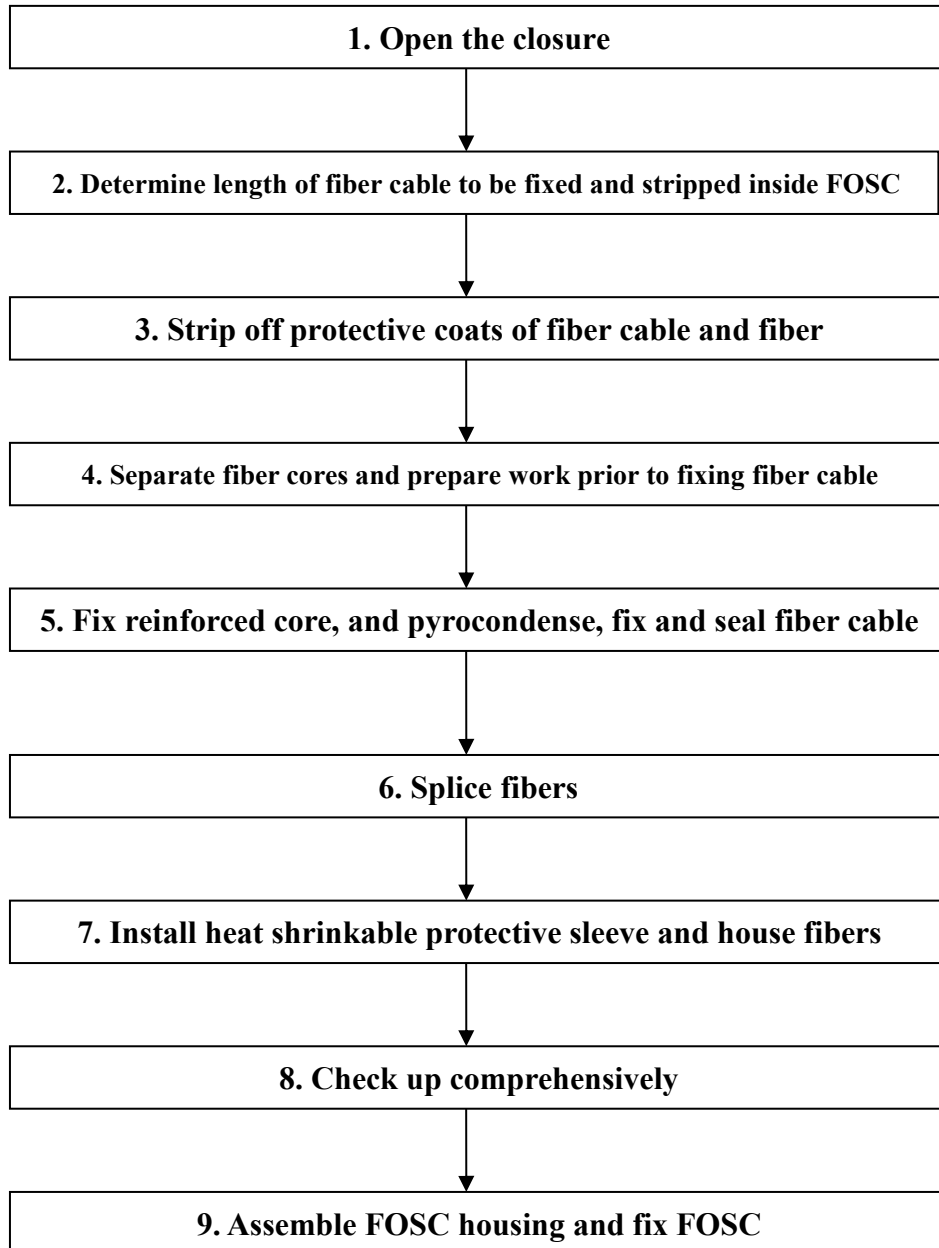 1. Open the closure
2. Determine length of fiber cable to be fixed and stripped inside FOSC
3. Strip off protective coats of fiber cable and fiber
4. Separate fiber cores and prepare work prior to fixing fiber cable
5. Fix reinforced core, and pyrocondense, fix and seal fiber cable
6. Splice fibers
7. Install heat shrinkable protective sleeve and house fibers
8. Check up comprehensively
9. Assemble FOSC housing and fix FOSC